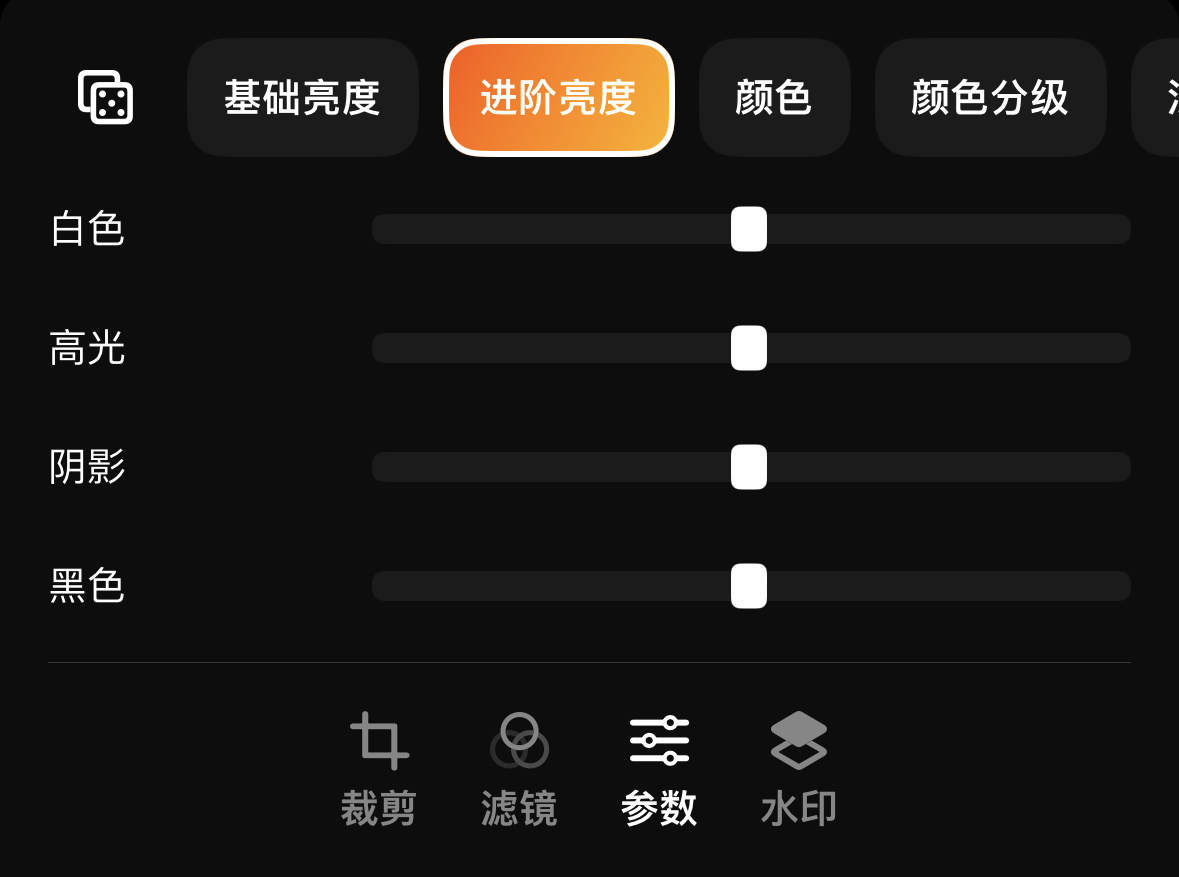 基础亮度 进阶亮度 颜色 颜色分级
白色
高光
阴影
黑色
裁剪 滤镜 参数 水印